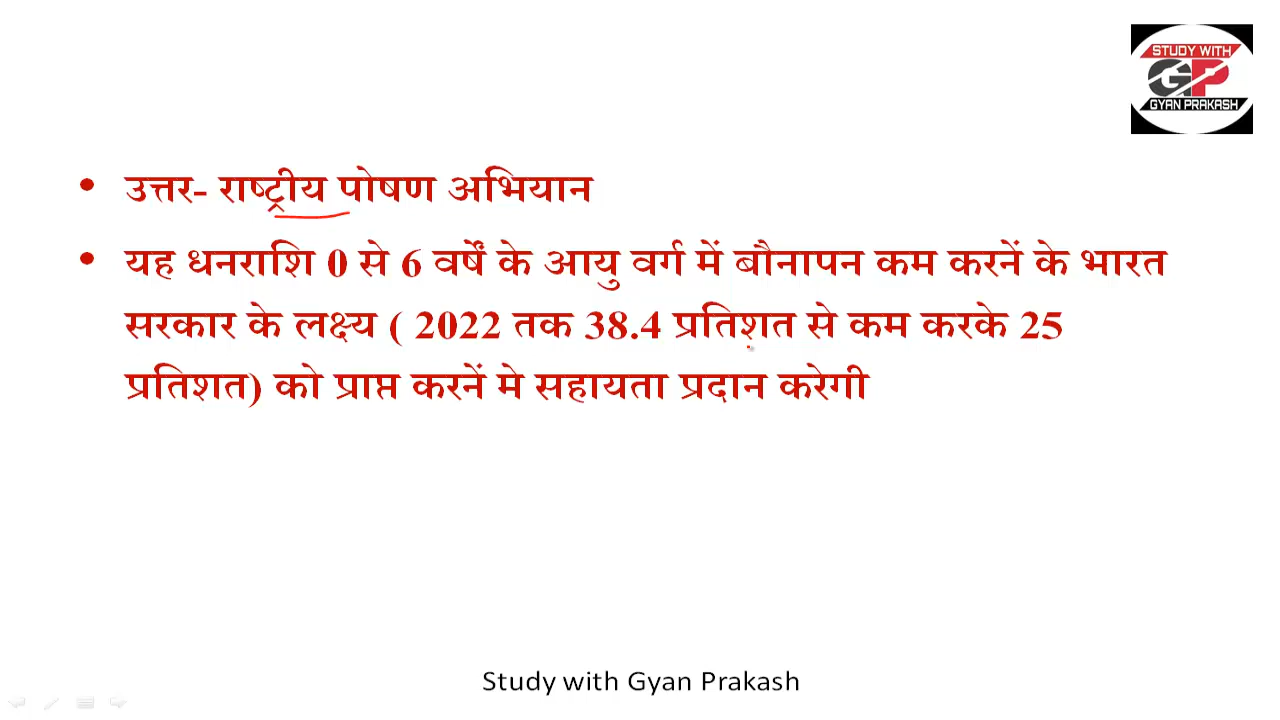 STUDY WITH
GP
GYAN PRAKASH
• उत्तर- राष्ट्रीय पोषण अभियान
• यह धनराशि 0 से 6 वर्षें के आयु वर्ग में बौनापन कम करनें के भारत
सरकार के लक्ष्य ( 2022 तक 38.4 प्रतिशत से कम करके 25
प्रतिशत) को प्राप्त करनें मे सहायता प्रदान करेगी
Study with Gyan Prakash